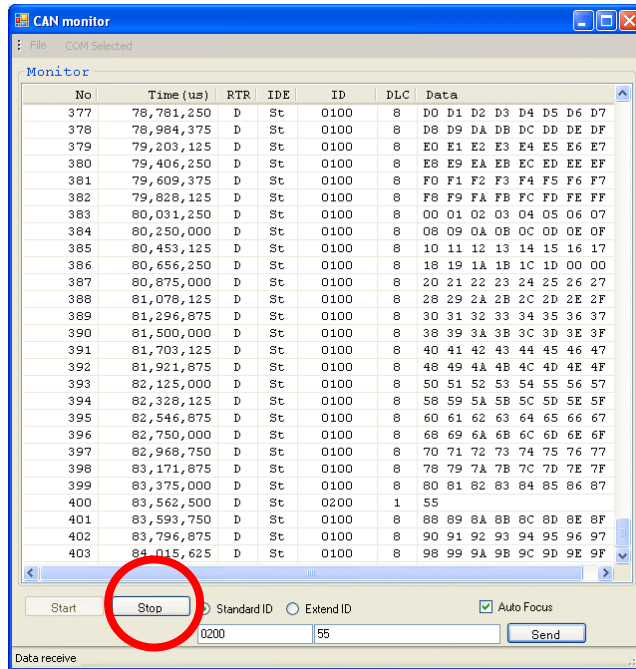 CAN monitor
File COM Selected
Monitor
No Time(us) RTR IDE ID DLC Data
377 78,781,250 D St 0100 8 D0 D1 D2 D3 D4 D5 D6 D7
378 78,984,375 D St 0100 8 D8 D9 DA DB DC DD DE DF
379 79,203,125 D St 0100 8 E0 E1 E2 E3 E4 E5 E6 E7
380 79,406,250 D St 0100 8 E8 E9 EA EB EC ED EE EF
381 79,609,375 D St 0100 8 F0 F1 F2 F3 F4 F5 F6 F7
382 79,828,125 D St 0100 8 F8 F9 FA FB FC FD FE FF
383 80,031,250 D St 0100 8 00 01 02 03 04 05 06 07
384 80,250,000 D St 0100 8 08 09 0A 0B 0C 0D 0E 0F
385 80,453,125 D St 0100 8 10 11 12 13 14 15 16 17
386 80,656,250 D St 0100 8 18 19 1A 1B 1C 1D 00 00
387 80,875,000 D St 0100 8 20 21 22 23 24 25 26 27
388 81,078,125 D St 0100 8 28 29 2A 2B 2C 2D 2E 2F
389 81,296,875 D St 0100 8 30 31 32 33 34 35 36 37
390 81,500,000 D St 0100 8 38 39 3A 3B 3C 3D 3E 3F
391 81,703,125 D St 0100 8 40 41 42 43 44 45 46 47
392 81,921,875 D St 0100 8 48 49 4A 4B 4C 4D 4E 4F
393 82,125,000 D St 0100 8 50 51 52 53 54 55 56 57
394 82,328,125 D St 0100 8 58 59 5A 5B 5C 5D 5E 5F
395 82,546,875 D St 0100 8 60 61 62 63 64 65 66 67
396 82,750,000 D St 0100 8 68 69 6A 6B 6C 6D 6E 6F
397 82,968,750 D St 0100 8 70 71 72 73 74 75 76 77
398 83,171,875 D St 0100 8 78 79 7A 7B 7C 7D 7E 7F
399 83,375,000 D St 0100 8 80 81 82 83 84 85 86 87
400 83,562,500 D St 0200 1 55
401 83,593,750 D St 0100 8 88 89 8A 8B 8C 8D 8E 8F
402 83,796,875 D St 0100 8 90 91 92 93 94 95 96 97
403 84,015,625 D St 0100 8 98 99 9A 9B 9C 9D 9E 9F
Start Stop Standard ID Extend ID Auto Focus
0200 55 Send
Data receive